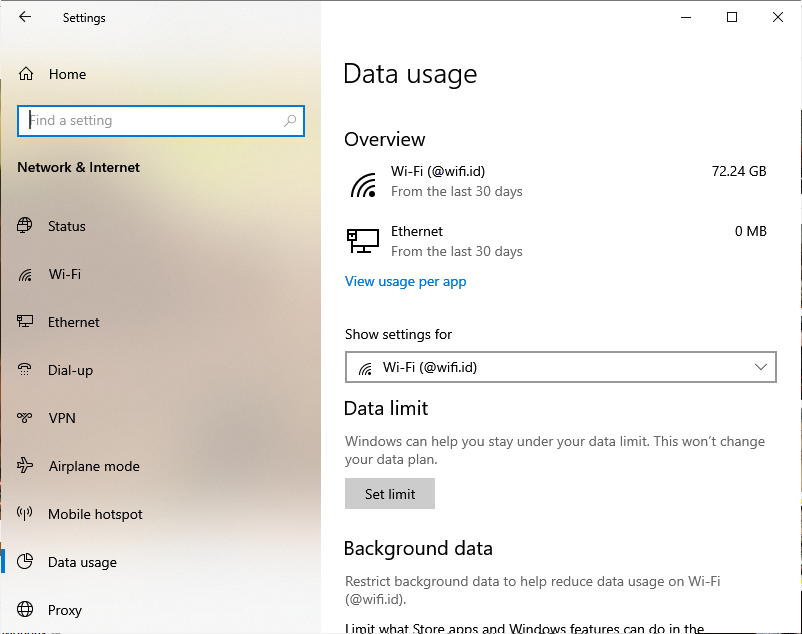 Settings
Home
Find a setting
Network & Internet
Status
Wi-Fi
Ethernet
Dial-up
VPN
Airplane mode
Mobile hotspot
Data usage
Proxy
Data usage
Overview
Wi-Fi (@wifi.id) 72.24 GB
From the last 30 days
Ethernet 0 MB
From the last 30 days
View usage per app
Show settings for
Wi-Fi (@wifi.id)
Data limit
Windows can help you stay under your data limit. This won't change
your data plan.
Set limit
Background data
Restrict background data to help reduce data usage on Wi-Fi
(@wifi.id).
Limit what Store apps and Windows features can do in the